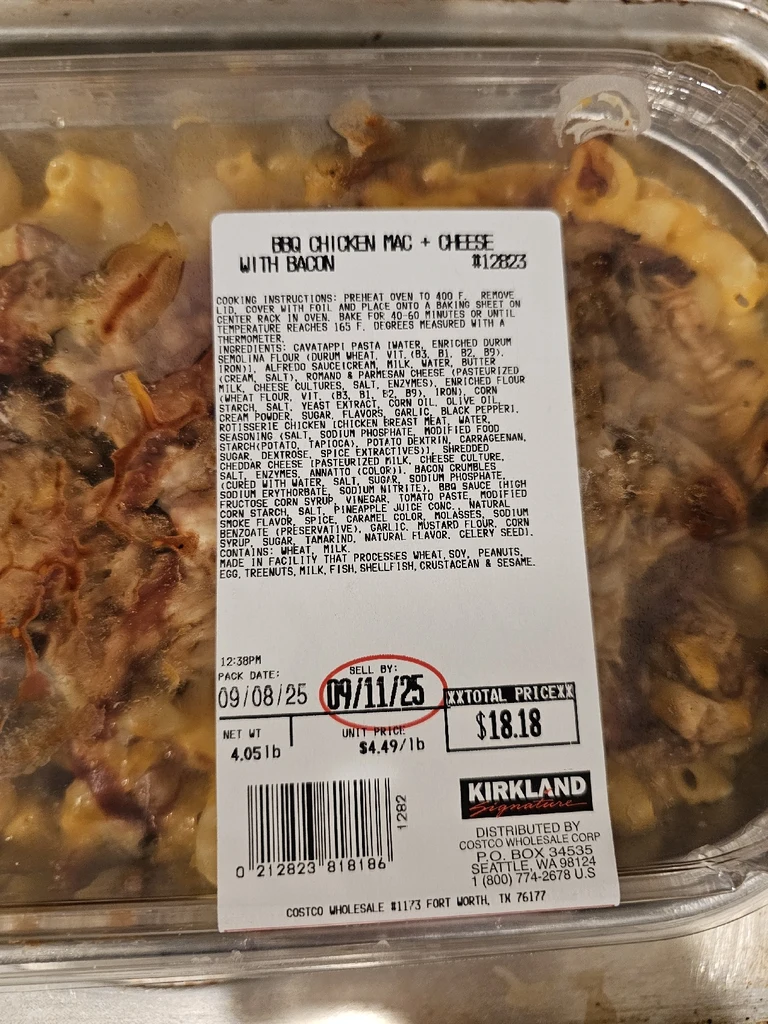 BBQ CHICKEN MAC + CHEESE
WITH BACON #12823
COOKING INSTRUCTIONS: PREHEAT OVEN TO 400 F. REMOVE
LID, COVER WITH FOIL AND PLACE ONTO A BAKING SHEET ON
CENTER RACK IN OVEN. BAKE FOR 40-60 MINUTES OR UNTIL
TEMPERATURE REACHES 165 F. DEGREES MEASURED WITH A
THERMOMETER.
INGREDIENTS: CAVATAPPI PASTA [WATER, ENRICHED DURUM
SEMOLINA FLOUR (DURUM WHEAT, VIT. (B3, B1, B2, B9),
IRON)], ALFREDO SAUCE[CREAM, MILK, WATER, BUTTER
(CREAM, SALT), ROMANO & PARMESAN CHEESE (PASTEURIZED
MILK, CHEESE CULTURES, SALT, ENZYMES), ENRICHED FLOUR
(WHEAT FLOUR, VIT. (B3, B1, B2, B9), IRON), CORN
STARCH, SALT, YEAST EXTRACT, CORN OIL, OLIVE OIL,
CREAM POWDER, SUGAR, FLAVORS, GARLIC, BLACK PEPPER],
ROTISSERIE CHICKEN [CHICKEN BREAST MEAT, WATER,
SEASONING (SALT, SODIUM PHOSPHATE, MODIFIED FOOD
STARCH(POTATO, TAPIOCA), POTATO DEXTRIN, CARRAGEENAN,
SUGAR, DEXTROSE, SPICE EXTRACTIVES)], SHREDDED
CHEDDAR CHEESE [PASTEURIZED MILK, CHEESE CULTURE,
SALT, ENZYMES, ANNATTO (COLOR)], BACON CRUMBLES
(CURED WITH WATER, SALT, SUGAR, SODIUM PHOSPHATE,
SODIUM ERYTHORBATE, SODIUM NITRITE), BBQ SAUCE [HIGH
FRUCTOSE CORN SYRUP, VINEGAR, TOMATO PASTE, MODIFIED
CORN STARCH, SALT, PINEAPPLE JUICE CONC., NATURAL
SMOKE FLAVOR, SPICE, CARAMEL COLOR, MOLASSES, SODIUM
BENZOATE (PRESERVATIVE), GARLIC, MUSTARD FLOUR, CORN
SYRUP, SUGAR, TAMARIND, NATURAL FLAVOR, CELERY SEED].
CONTAINS: WHEAT, MILK.
MADE IN FACILITY THAT PROCESSES WHEAT, SOY, PEANUTS,
EGG, TREENUTS, MILK, FISH, SHELLFISH, CRUSTACEAN & SESAME.
12:38PM
PACK DATE: SELL BY:
09/08/25 09/11/25 XXTOTAL PRICEXX
NET WT UNIT PRICE $18.18
4.05lb $4.49/lb
KIRKLAND
Signature
1282
0 212823 818186
DISTRIBUTED BY
COSTCO WHOLESALE CORP
P.O. BOX 34535
SEATTLE, WA 98124
1 (800) 774-2678 U.S
COSTCO WHOLESALE #1173 FORT WORTH, TX 76177